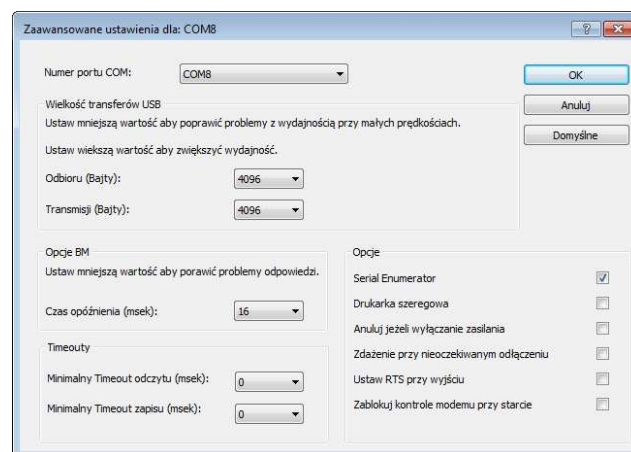 Zaawansowane ustawienia dla: COM8
Numer portu COM:
COM8
OK
Anuluj
Domyślne
Wielkość transferów USB
Ustaw mniejszą wartość aby poprawić problemy z wydajnością przy małych prędkościach.
Ustaw wiekszą wartość aby zwiększyć wydajność.
Odbioru (Bajty):
4096
Transmisji (Bajty):
4096
Opcje BM
Ustaw mniejszą wartość aby porawić problemy odpowiedzi.
Czas opóźnienia (msek):
16
Timeouty
Minimalny Timeout odczytu (msek):
0
Minimalny Timeout zapisu (msek):
0
Opcje
Serial Enumerator
Drukarka szeregowa
Anuluj jeżeli wyłączanie zasilania
Zdażenie przy nieoczekiwanym odłączeniu
Ustaw RTS przy wyjściu
Zablokuj kontrole modemu przy starcie